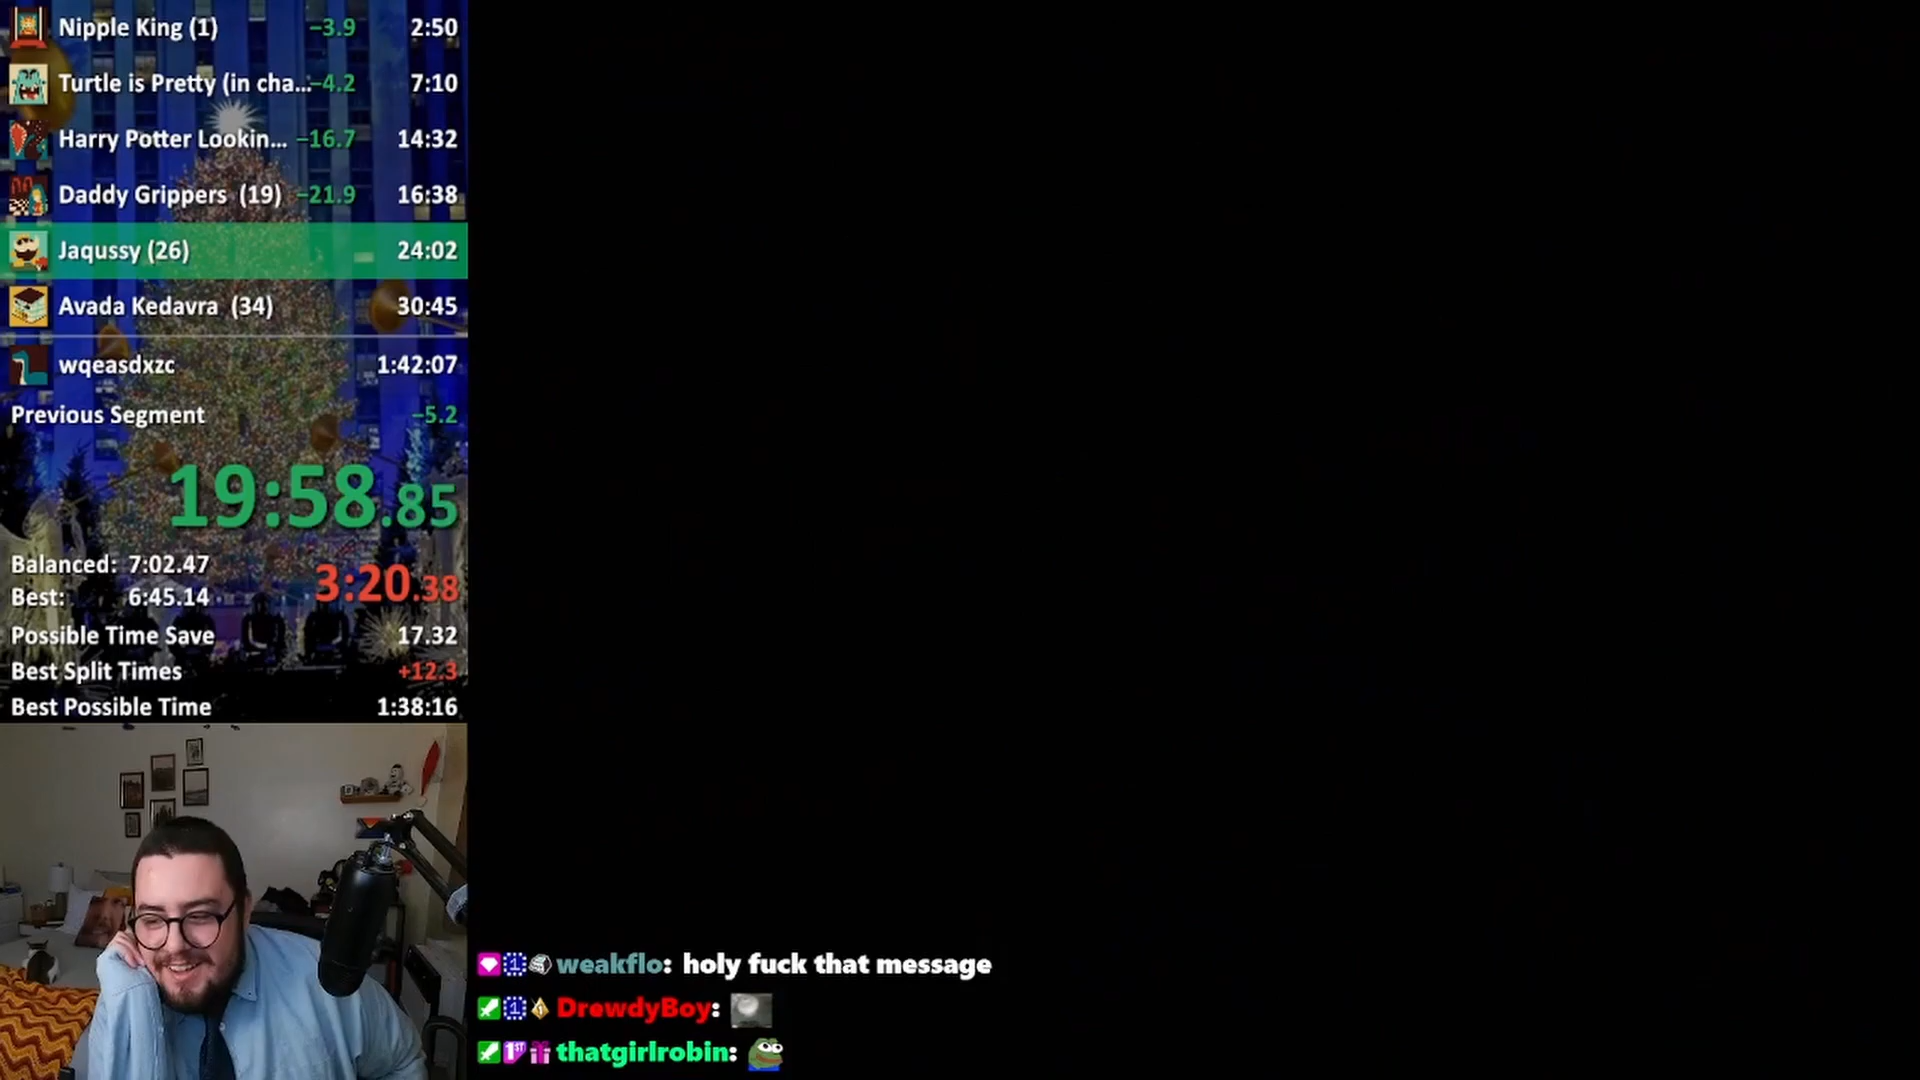 Nipple King (1) −3.9 2:50
Turtle is Pretty (in cha... −4.2 7:10
Harry Potter Lookin... −16.7 14:32
Daddy Grippers (19) −21.9 16:38
Jaqussy (26) 24:02
Avada Kedavra (34) 30:45
wqeasdxzc 1:42:07
Previous Segment −5.2
19:58.85
Balanced: 7:02.47
3:20.38
Best: 6:45.14
Possible Time Save 17.32
Best Split Times +12.3
Best Possible Time 1:38:16
1 weakflo: holy fuck that message
1 DrewdyBoy:
1ST thatgirlrobin: